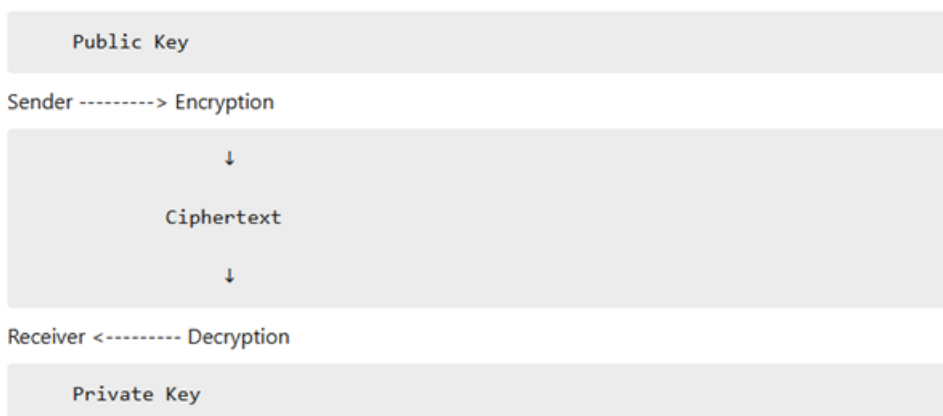 Public Key
Sender ---------> Encryption
↓
Ciphertext
↓
Receiver <--------- Decryption
Private Key